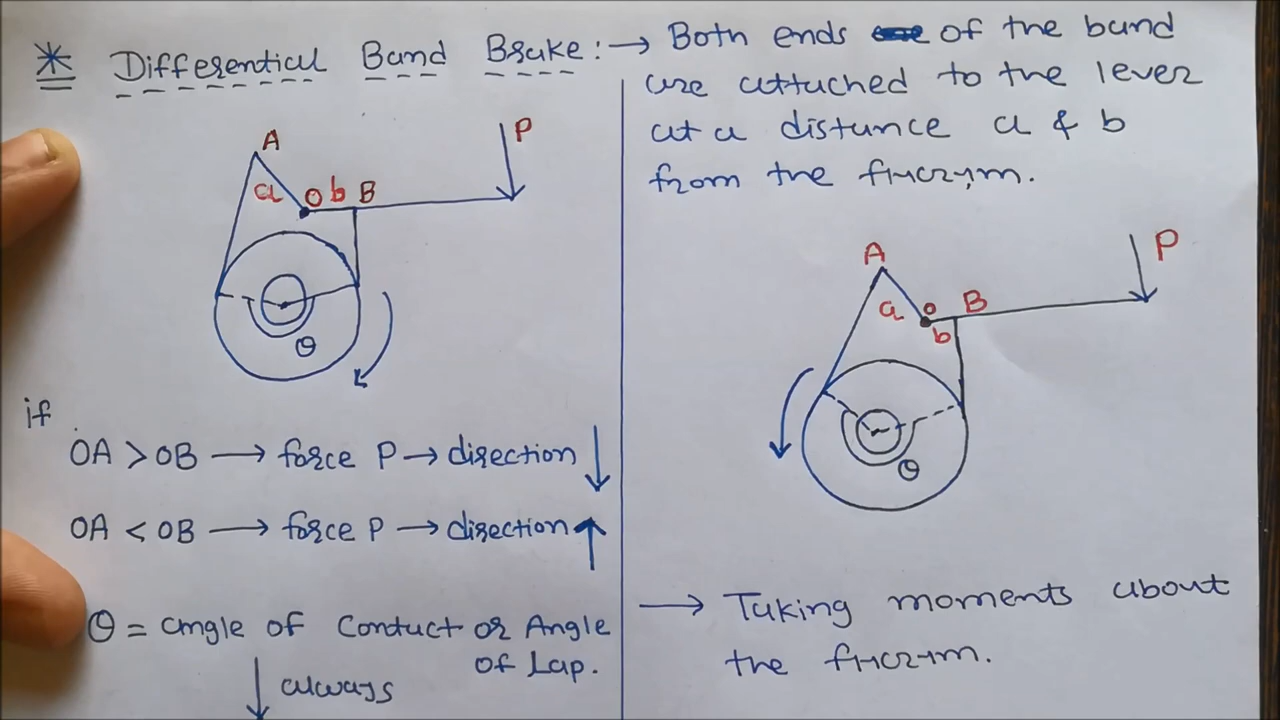 * Differential Band Brake : → Both ends of the band
are attached to the lever
at a distance a & b
from the fulcrum.
A
a
O b B
P
θ
A
a
O
b
B
P
θ
if
OA > OB → force P → direction ↓
OA < OB → force P → direction ↑
θ = angle of Contact or Angle
of Lap.
↓ always
→ Taking moments about
the fulcrum.